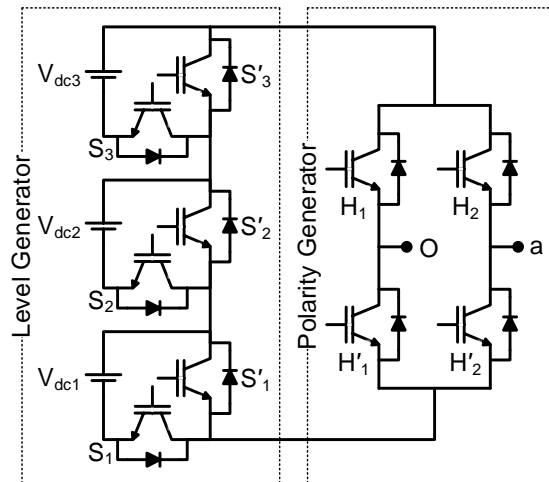 Level Generator
V_dc3
S'_3
S_3
V_dc2
S'_2
S_2
V_dc1
S'_1
S_1
Polarity Generator
H_1
H_2
O
a
H'_1
H'_2